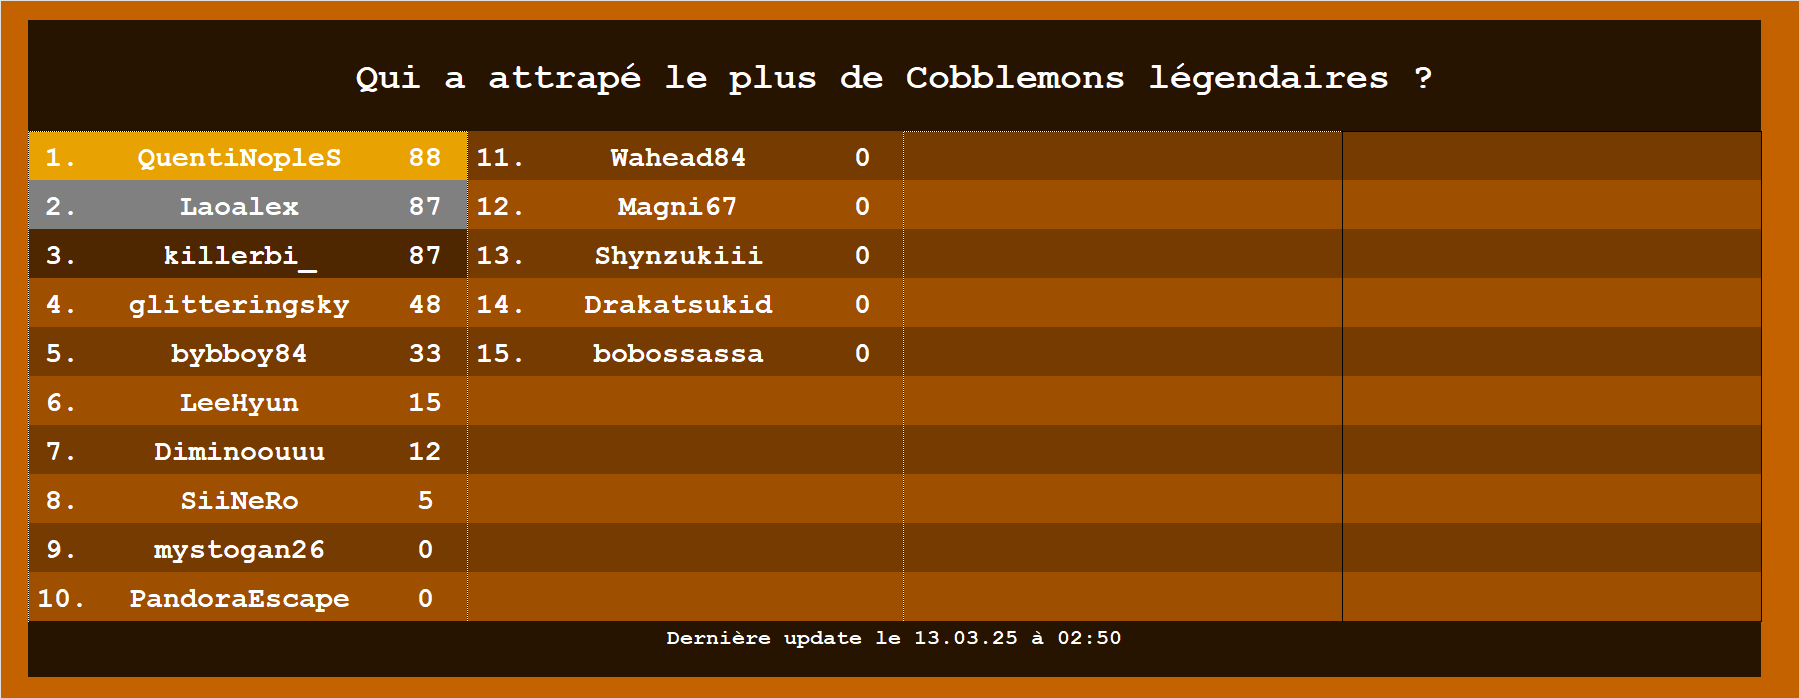 Qui a attrapé le plus de Cobblemons légendaires ?
1. QuentiNopleS 88
2. Laoalex 87
3. killerbi_ 87
4. glitteringsky 48
5. bybboy84 33
6. LeeHyun 15
7. Diminoouuu 12
8. SiiNeRo 5
9. mystogan26 0
10. PandoraEscape 0
11. Wahead84 0
12. Magni67 0
13. Shynzukiii 0
14. Drakatsukid 0
15. bobossassa 0
Dernière update le 13.03.25 à 02:50